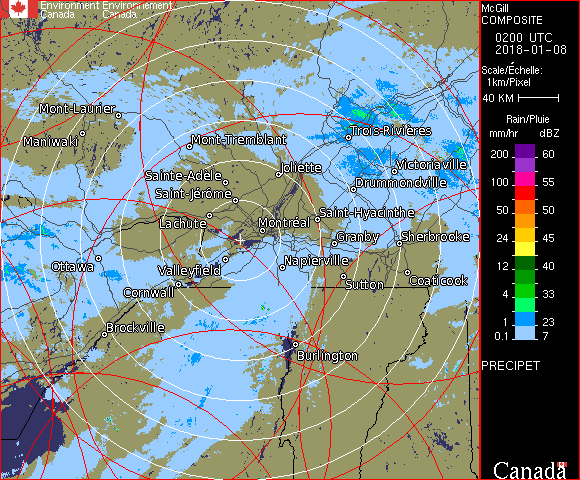 Environment Environnement
Canada Canada
McGill
COMPOSITE
0200 UTC
2018-01-08
Scale/Échelle:
1km/Pixel
40 KM
Rain/Pluie
mm/hr dBZ
200 60
100 55
50 50
24 45
12 40
4 33
1 23
0.1 7
PRECIPET
Canada
Mont-Laurier
Maniwaki
Mont-Tremblant
Trois-Rivières
Joliette
Victoriaville
Sainte-Adèle
Drummondville
Saint-Jérôme
Lachute
Saint-Hyacinthe
Montréal
Granby
Sherbrooke
Ottawa
Valleyfield
Napierville
Cornwall
Sutton
Coaticook
Brockville
Burlington